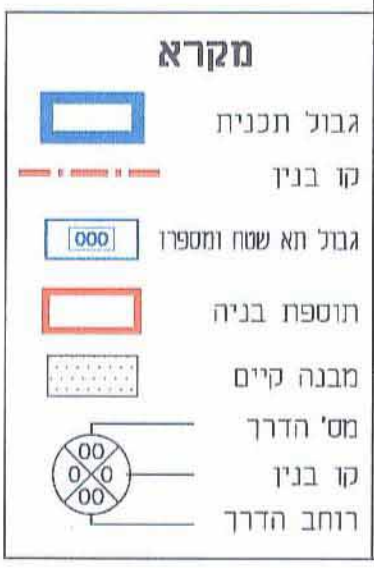 מקרא
גבול תכנית
קו בנין
גבול תא שטח ומספרו 000
תוספת בניה
מבנה קיים
מס' הדרך
00
קו בנין 0 0
00
רוחב הדרך